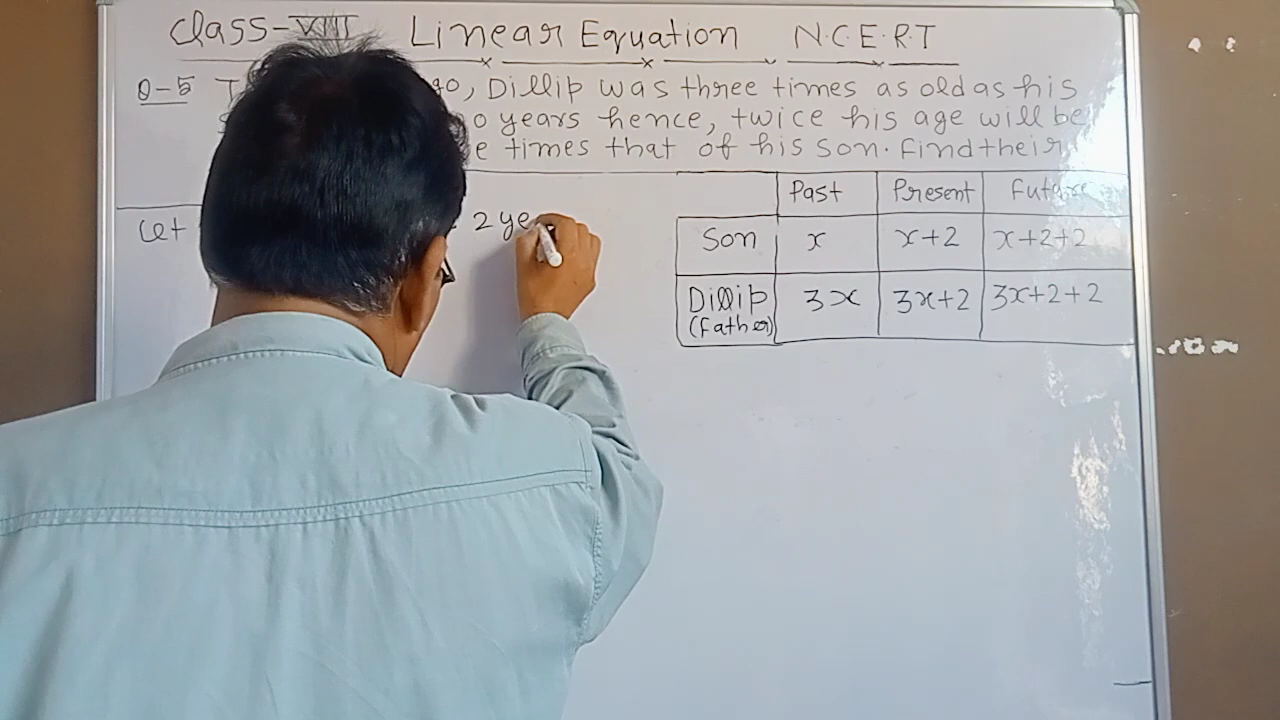 Class-VIII Linear Equation N.C.E.R.T
Q-5 go, Dillip was three times as old as his
0 years hence, twice his age will be
e times that of his son. Find their
Let 2 ye
Past Present Future
Son x x+2 x+2+2
Dillip 3x 3x+2 3x+2+2
(Father)